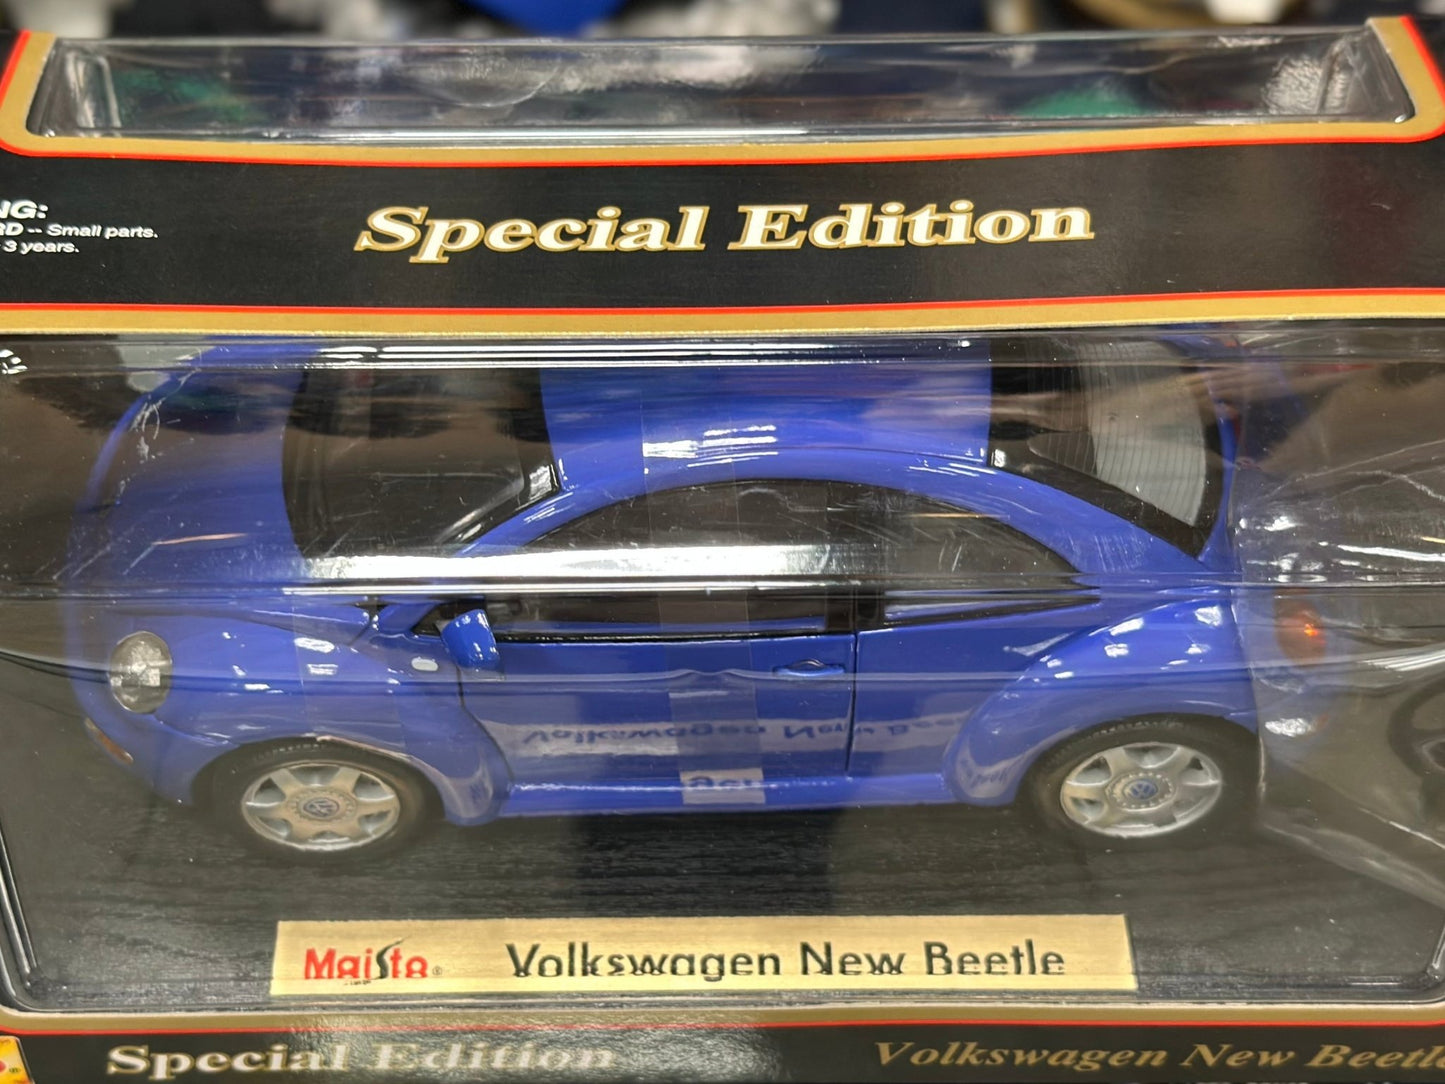 NG:
RD -- Small parts.
3 years.
Special Edition
Maisto® Volkswagen New Beetle
Special Edition
Volkswagen New Beetle